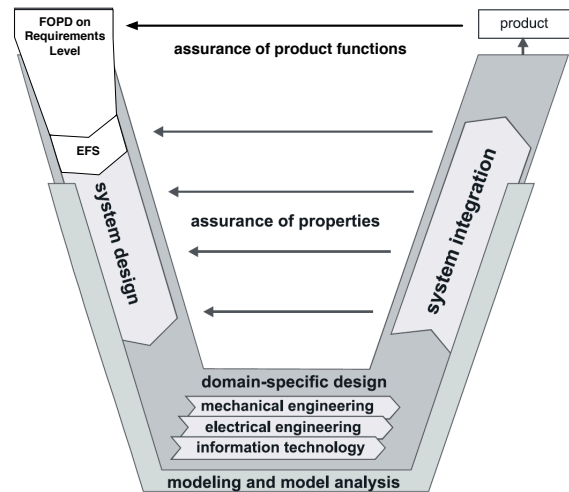 FOPD on
Requirements
Level
product
assurance of product functions
EFS
system design
assurance of properties
system integration
domain-specific design
mechanical engineering
electrical engineering
information technology
modeling and model analysis